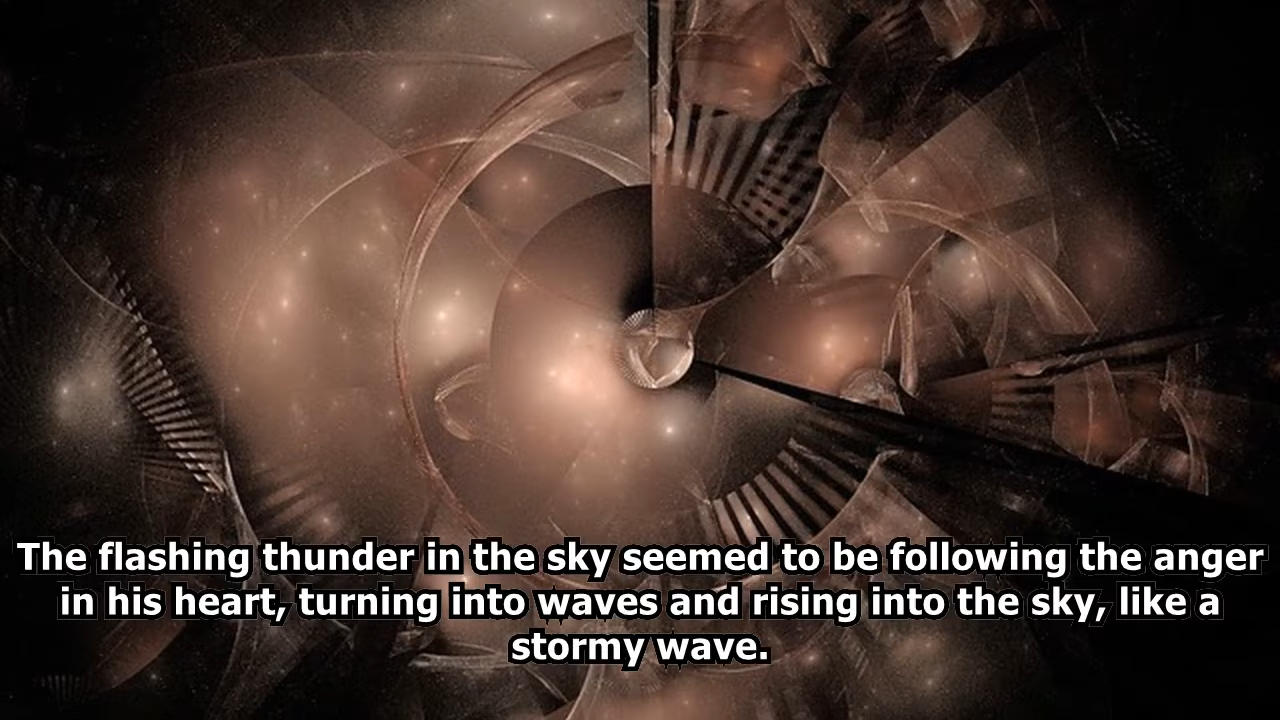 The flashing thunder in the sky seemed to be following the anger
in his heart, turning into waves and rising into the sky, like a
stormy wave.